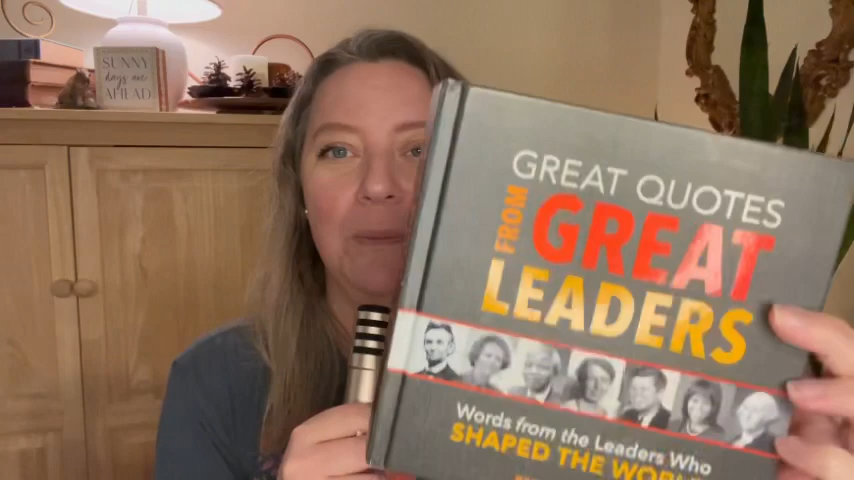 SUNNY
days are
AHEAD
GREAT QUOTES
FROM
GREAT
LEADERS
Words from the Leaders Who
SHAPED THE WORLD